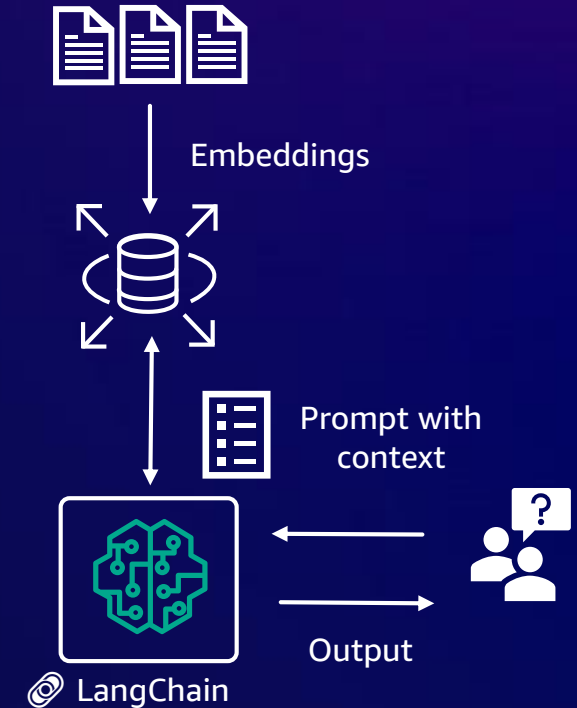 Embeddings
Prompt with
context
?
Output
LangChain